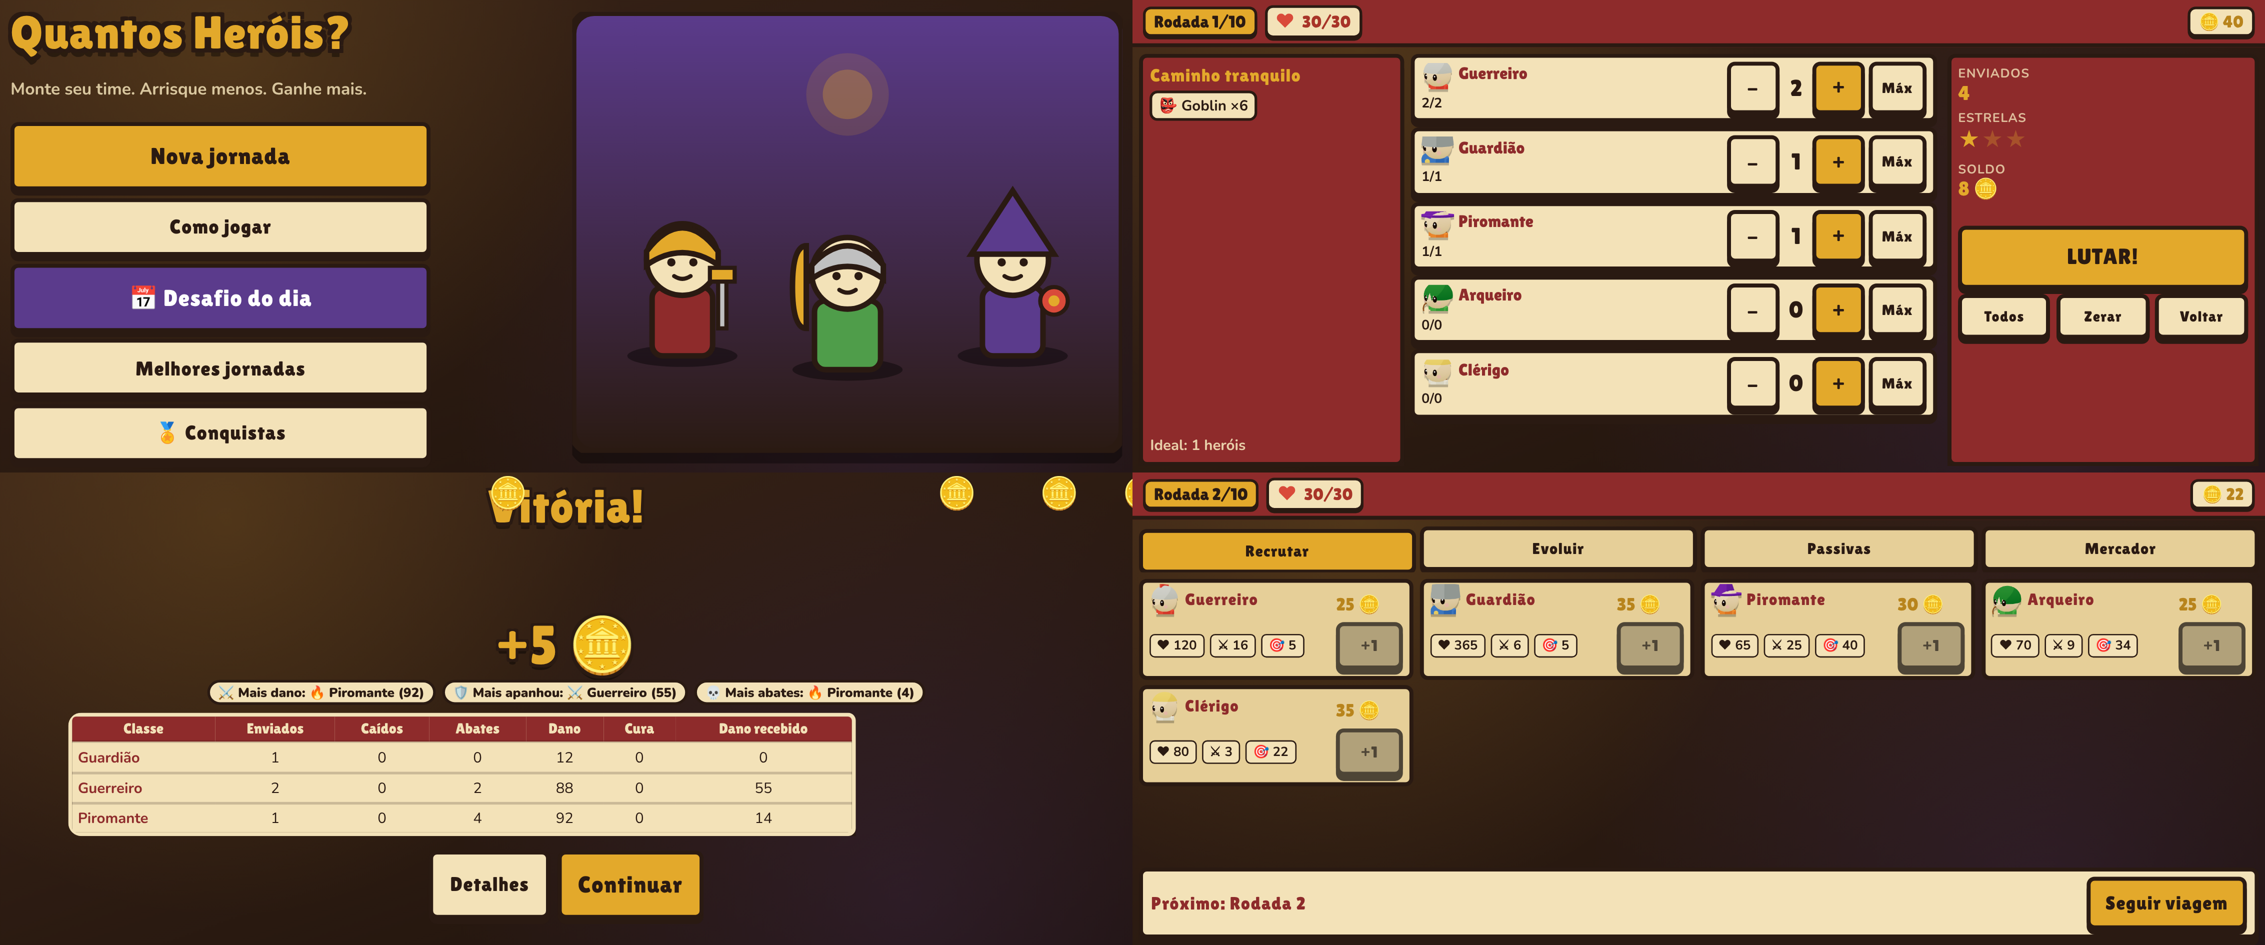 Quantos Heróis?
Monte seu time. Arrisque menos. Ganhe mais.
Nova jornada
Como jogar
July 17 Desafio do dia
Melhores jornadas
Conquistas
Rodada 1/10
30/30
40
Caminho tranquilo
Goblin ×6
Ideal: 1 heróis
Guerreiro
2/2
– 2 + Máx
Guardião
1/1
– 1 + Máx
Piromante
1/1
– 1 + Máx
Arqueiro
0/0
– 0 + Máx
Clérigo
0/0
– 0 + Máx
ENVIADOS
4
ESTRELAS
SOLDO
8
LUTAR!
Todos Zerar Voltar
Vitória!
+5
Mais dano: Piromante (92)
Mais apanhou: Guerreiro (55)
Mais abates: Piromante (4)
Classe Enviados Caídos Abates Dano Cura Dano recebido
Guardião 1 0 0 12 0 0
Guerreiro 2 0 2 88 0 55
Piromante 1 0 4 92 0 14
Detalhes
Continuar
Rodada 2/10
30/30
22
Recrutar
Evoluir
Passivas
Mercador
Guerreiro 25
120 16 5 +1
Guardião 35
365 6 5 +1
Piromante 30
65 25 40 +1
Arqueiro 25
70 9 34 +1
Clérigo 35
80 3 22 +1
Próximo: Rodada 2
Seguir viagem